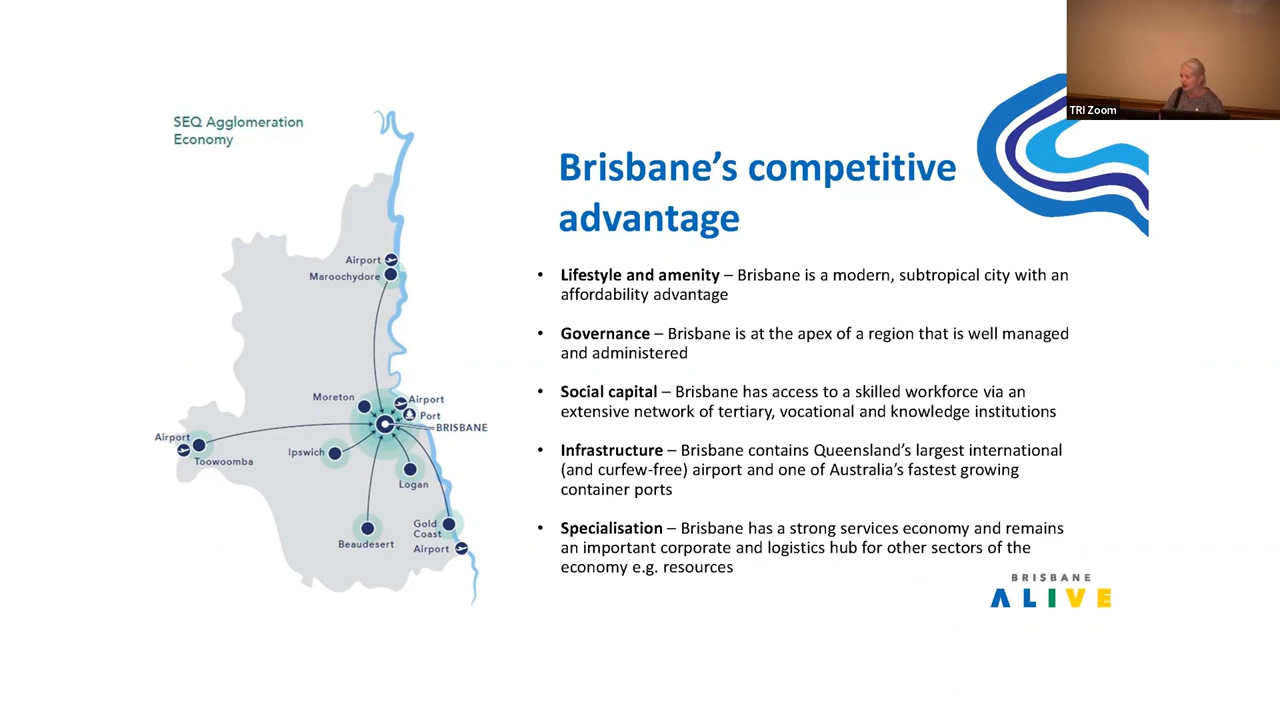 TRI Zoom
SEQ Agglomeration
Economy
Airport
Maroochydore
Moreton
Airport
Port
BRISBANE
Airport
Toowoomba
Ipswich
Logan
Gold
Coast
Airport
Beaudesert
Brisbane’s competitive
advantage
• Lifestyle and amenity – Brisbane is a modern, subtropical city with an
affordability advantage
• Governance – Brisbane is at the apex of a region that is well managed
and administered
• Social capital – Brisbane has access to a skilled workforce via an
extensive network of tertiary, vocational and knowledge institutions
• Infrastructure – Brisbane contains Queensland’s largest international
(and curfew-free) airport and one of Australia’s fastest growing
container ports
• Specialisation – Brisbane has a strong services economy and remains
an important corporate and logistics hub for other sectors of the
economy e.g. resources
BRISBANE
ALIVE